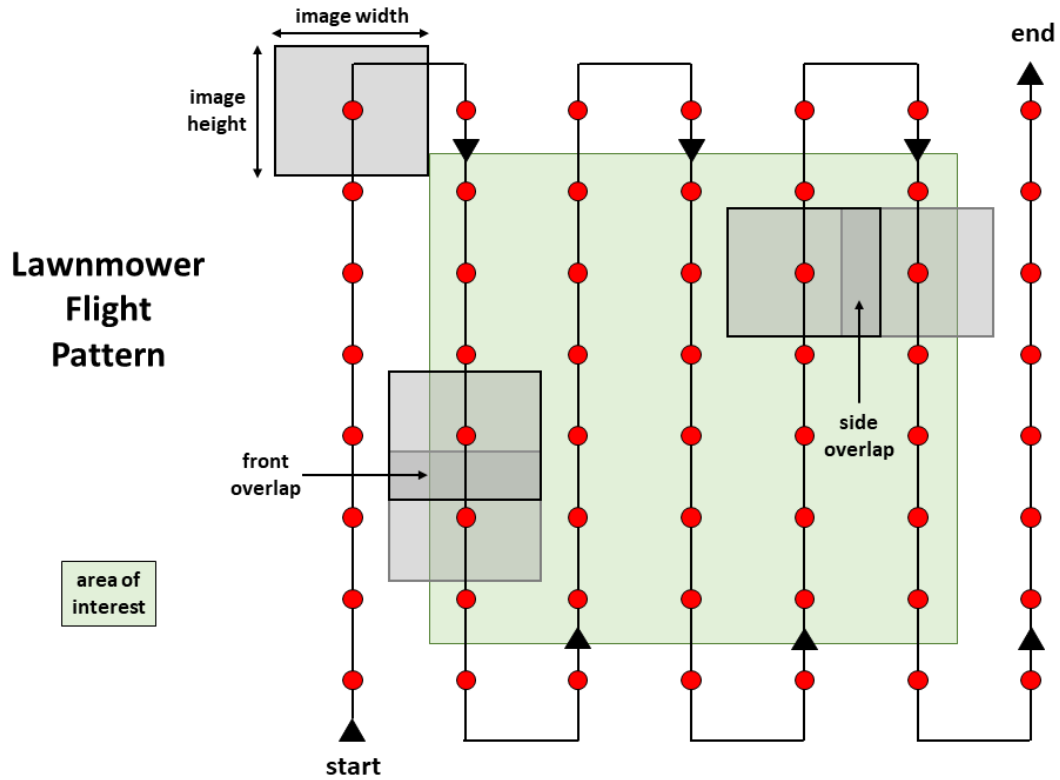 image width
end
image
height
Lawnmower
Flight
Pattern
side
overlap
front
overlap
area of
interest
start